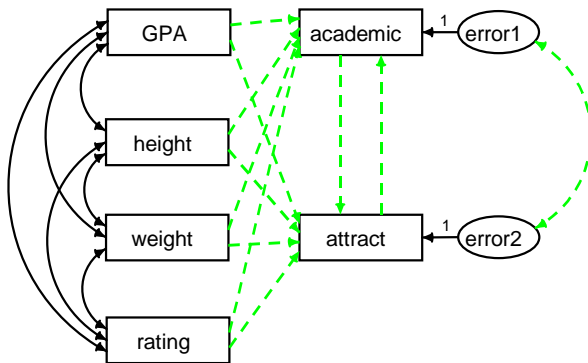 GPA
academic
1
error1
height
weight
attract
1
error2
rating